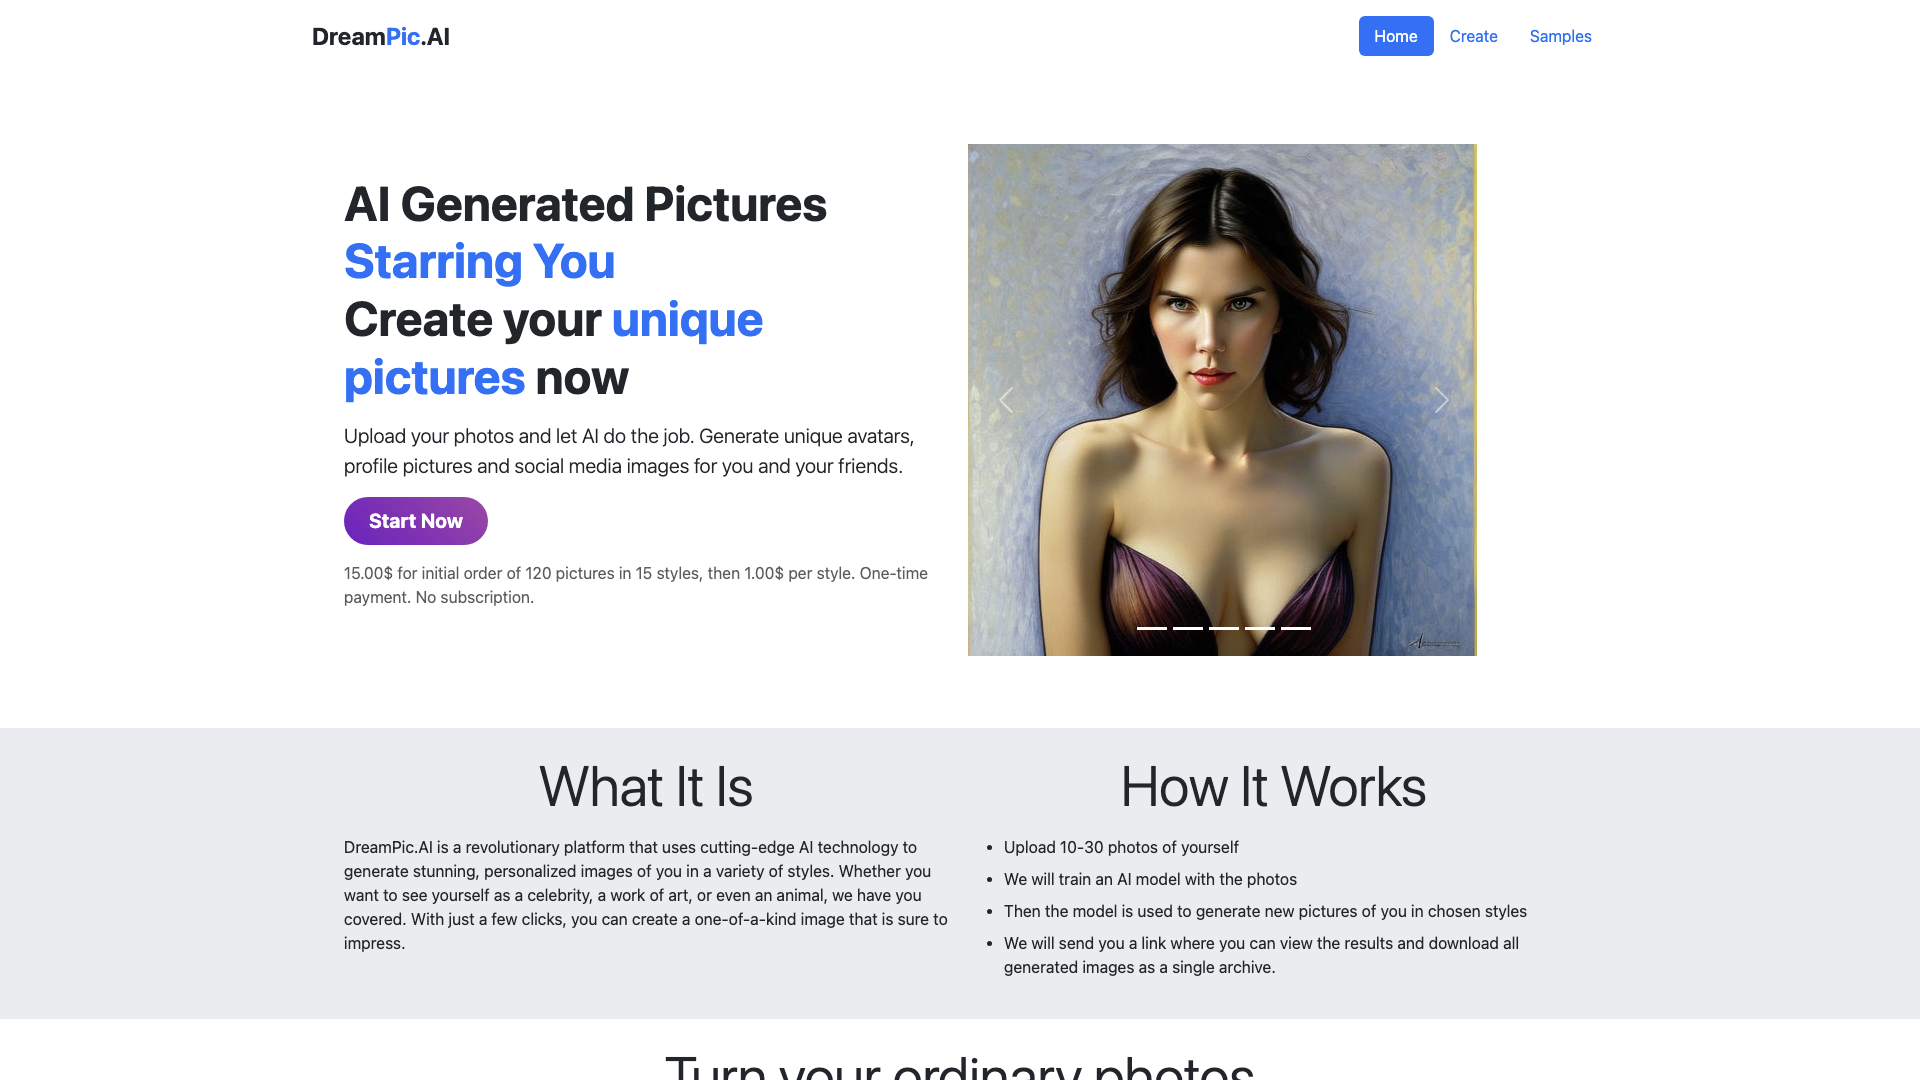 DreamPic.AI
Home
Create
Samples
AI Generated Pictures
Starring You
Create your unique
pictures now
Upload your photos and let AI do the job. Generate unique avatars,
profile pictures and social media images for you and your friends.
Start Now
15.00$ for initial order of 120 pictures in 15 styles, then 1.00$ per style. One-time
payment. No subscription.
What It Is
DreamPic.AI is a revolutionary platform that uses cutting-edge AI technology to
generate stunning, personalized images of you in a variety of styles. Whether you
want to see yourself as a celebrity, a work of art, or even an animal, we have you
covered. With just a few clicks, you can create a one-of-a-kind image that is sure to
impress.
How It Works
• Upload 10-30 photos of yourself
• We will train an AI model with the photos
• Then the model is used to generate new pictures of you in chosen styles
• We will send you a link where you can view the results and download all
generated images as a single archive.
Turn your ordinary photos